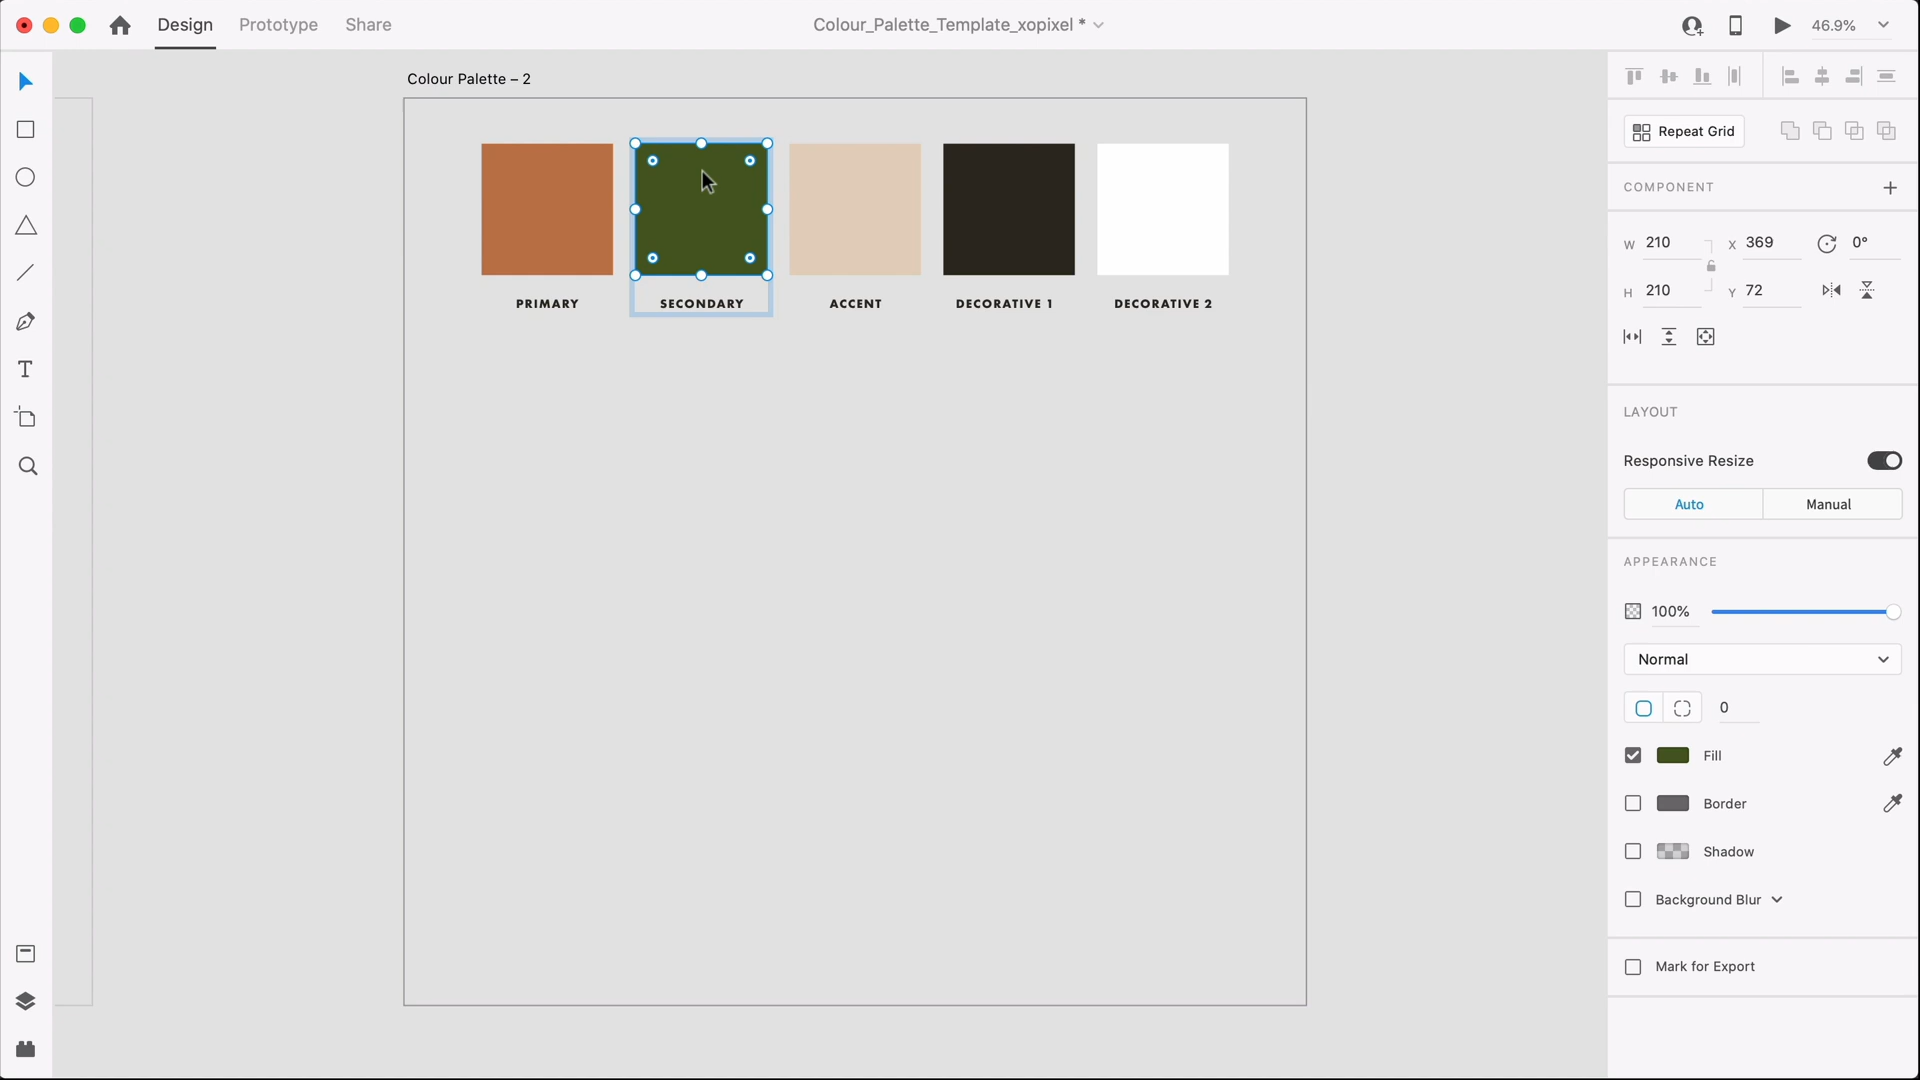 Design Prototype Share
Colour_Palette_Template_xopixel *
46.9%
Colour Palette – 2
PRIMARY
SECONDARY
ACCENT
DECORATIVE 1
DECORATIVE 2
Repeat Grid
COMPONENT
W 210 X 369 0°
H 210 Y 72
LAYOUT
Responsive Resize
Auto Manual
APPEARANCE
100%
Normal
0
Fill
Border
Shadow
Background Blur
Mark for Export